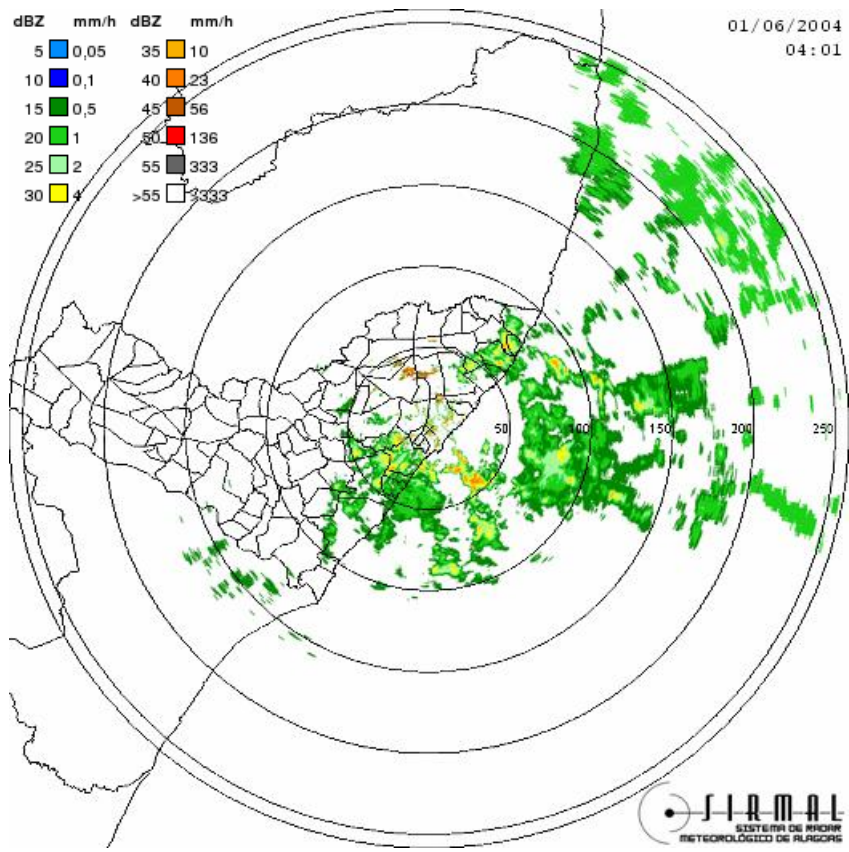 dBZ mm/h dBZ mm/h
5 0,05 35 10
10 0,1 40 23
15 0,5 45 56
20 1 50 136
25 2 55 333
30 4 >55 >333
01/06/2004
04:01
50 100 150 200 250
SIRMAL
SISTEMA DE RADAR
METEOROLÓGICO DE ALAGOAS